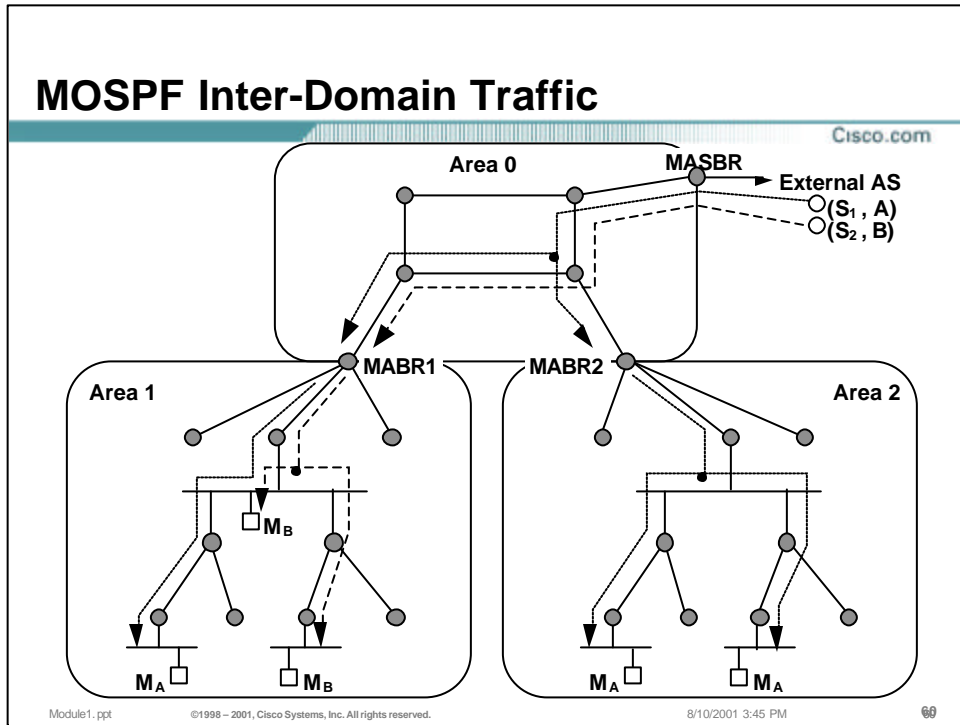 MOSPF Inter-Domain Traffic
Cisco.com
Area 0
MASBR
External AS
(S1 , A)
(S2 , B)
MABR1
MABR2
Area 1
Area 2
MB
MA
MB
MA
MA
Module1.ppt
©1998 – 2001, Cisco Systems, Inc. All rights reserved.
8/10/2001 3:45 PM
60